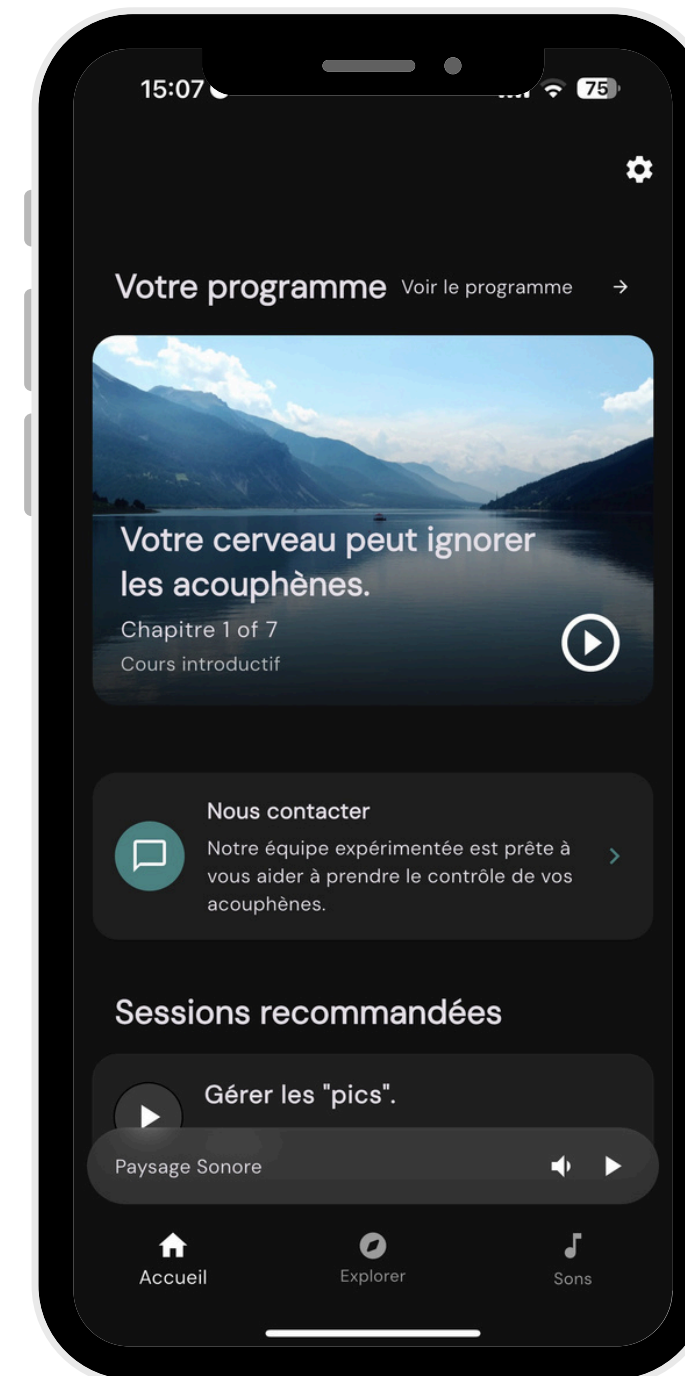 15:07
75
Votre programme Voir le programme
Votre cerveau peut ignorer
les acouphènes.
Chapitre 1 of 7
Cours introductif
Nous contacter
Notre équipe expérimentée est prête à
vous aider à prendre le contrôle de vos
acouphènes.
Sessions recommandées
Gérer les "pics".
Paysage Sonore
Accueil
Explorer
Sons